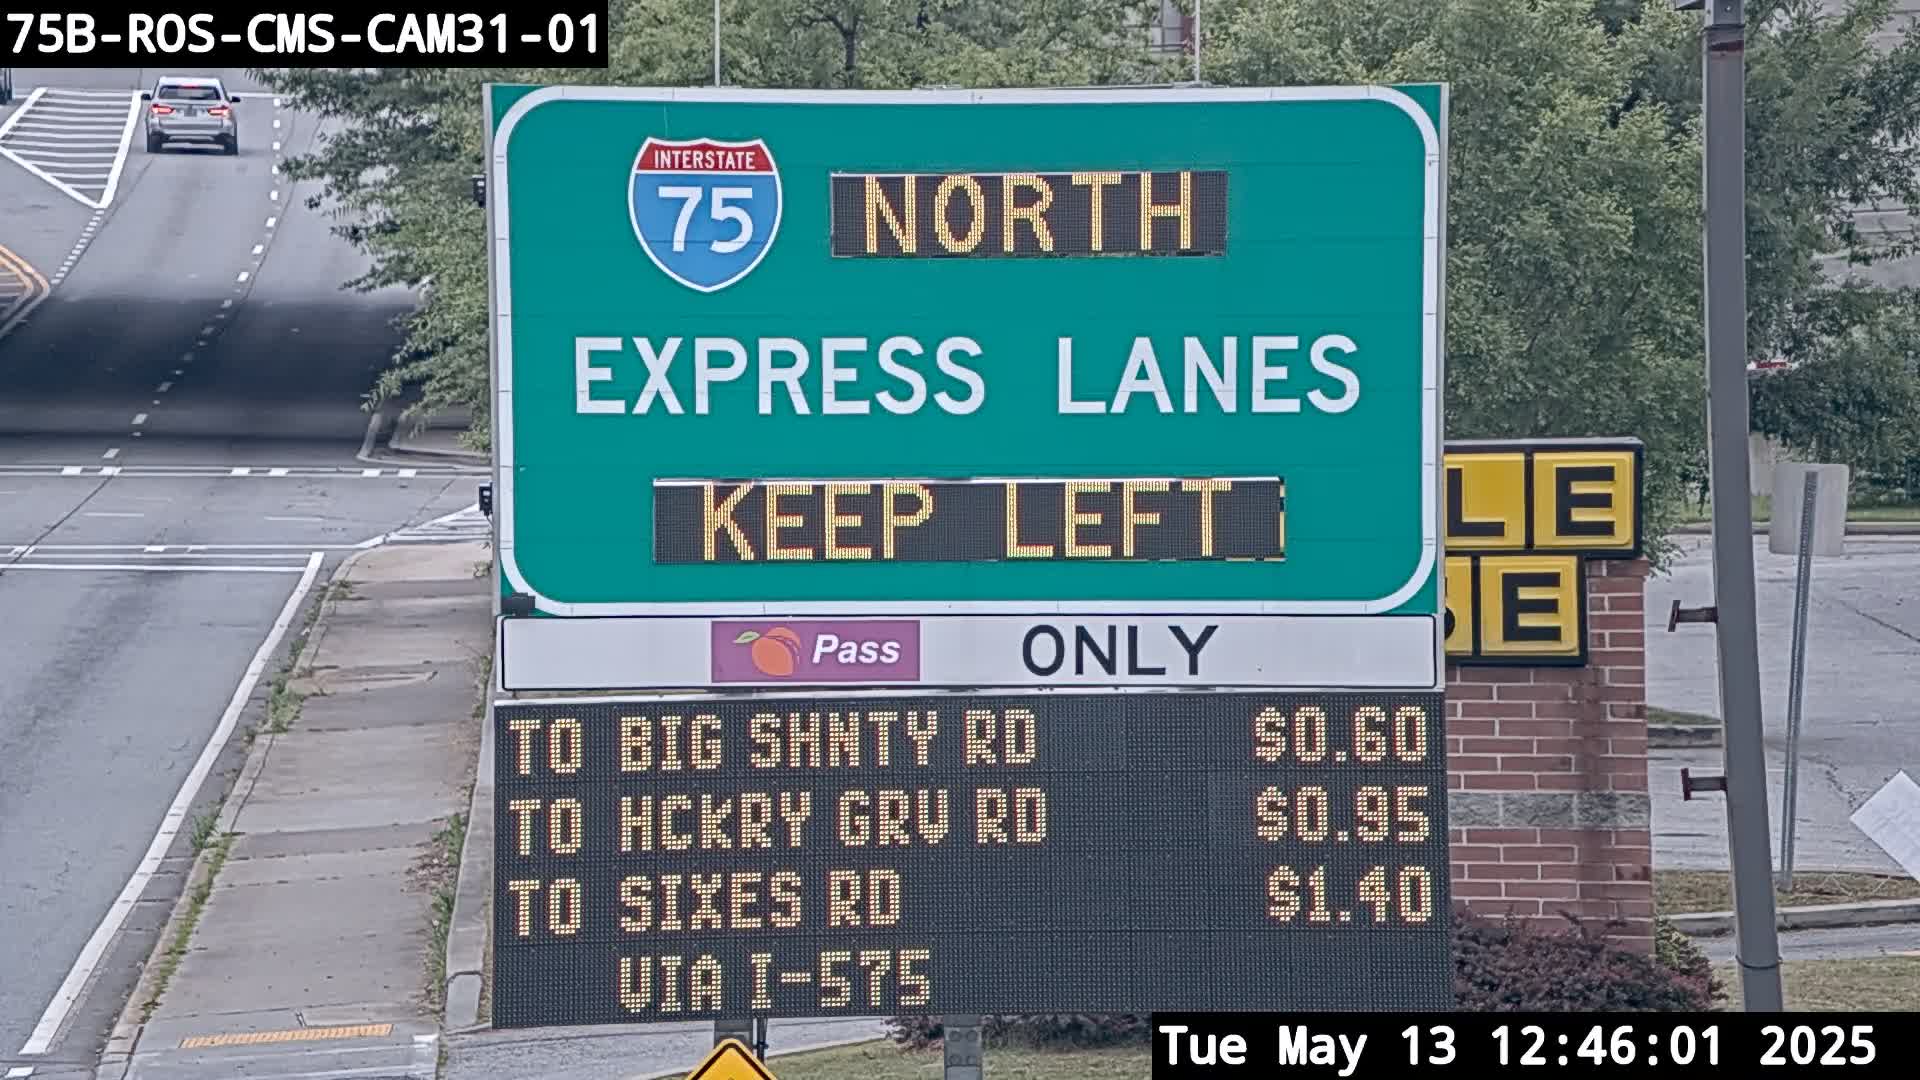 75B-ROS-CMS-CAM31-01
INTERSTATE
75
NORTH
EXPRESS LANES
KEEP LEFT
Pass ONLY
TO BIG SHNTY RD $0.60
TO HCKRY GRV RD $0.95
TO SIXES RD $1.40
VIA I-575
LE
E
Tue May 13 12:46:01 2025